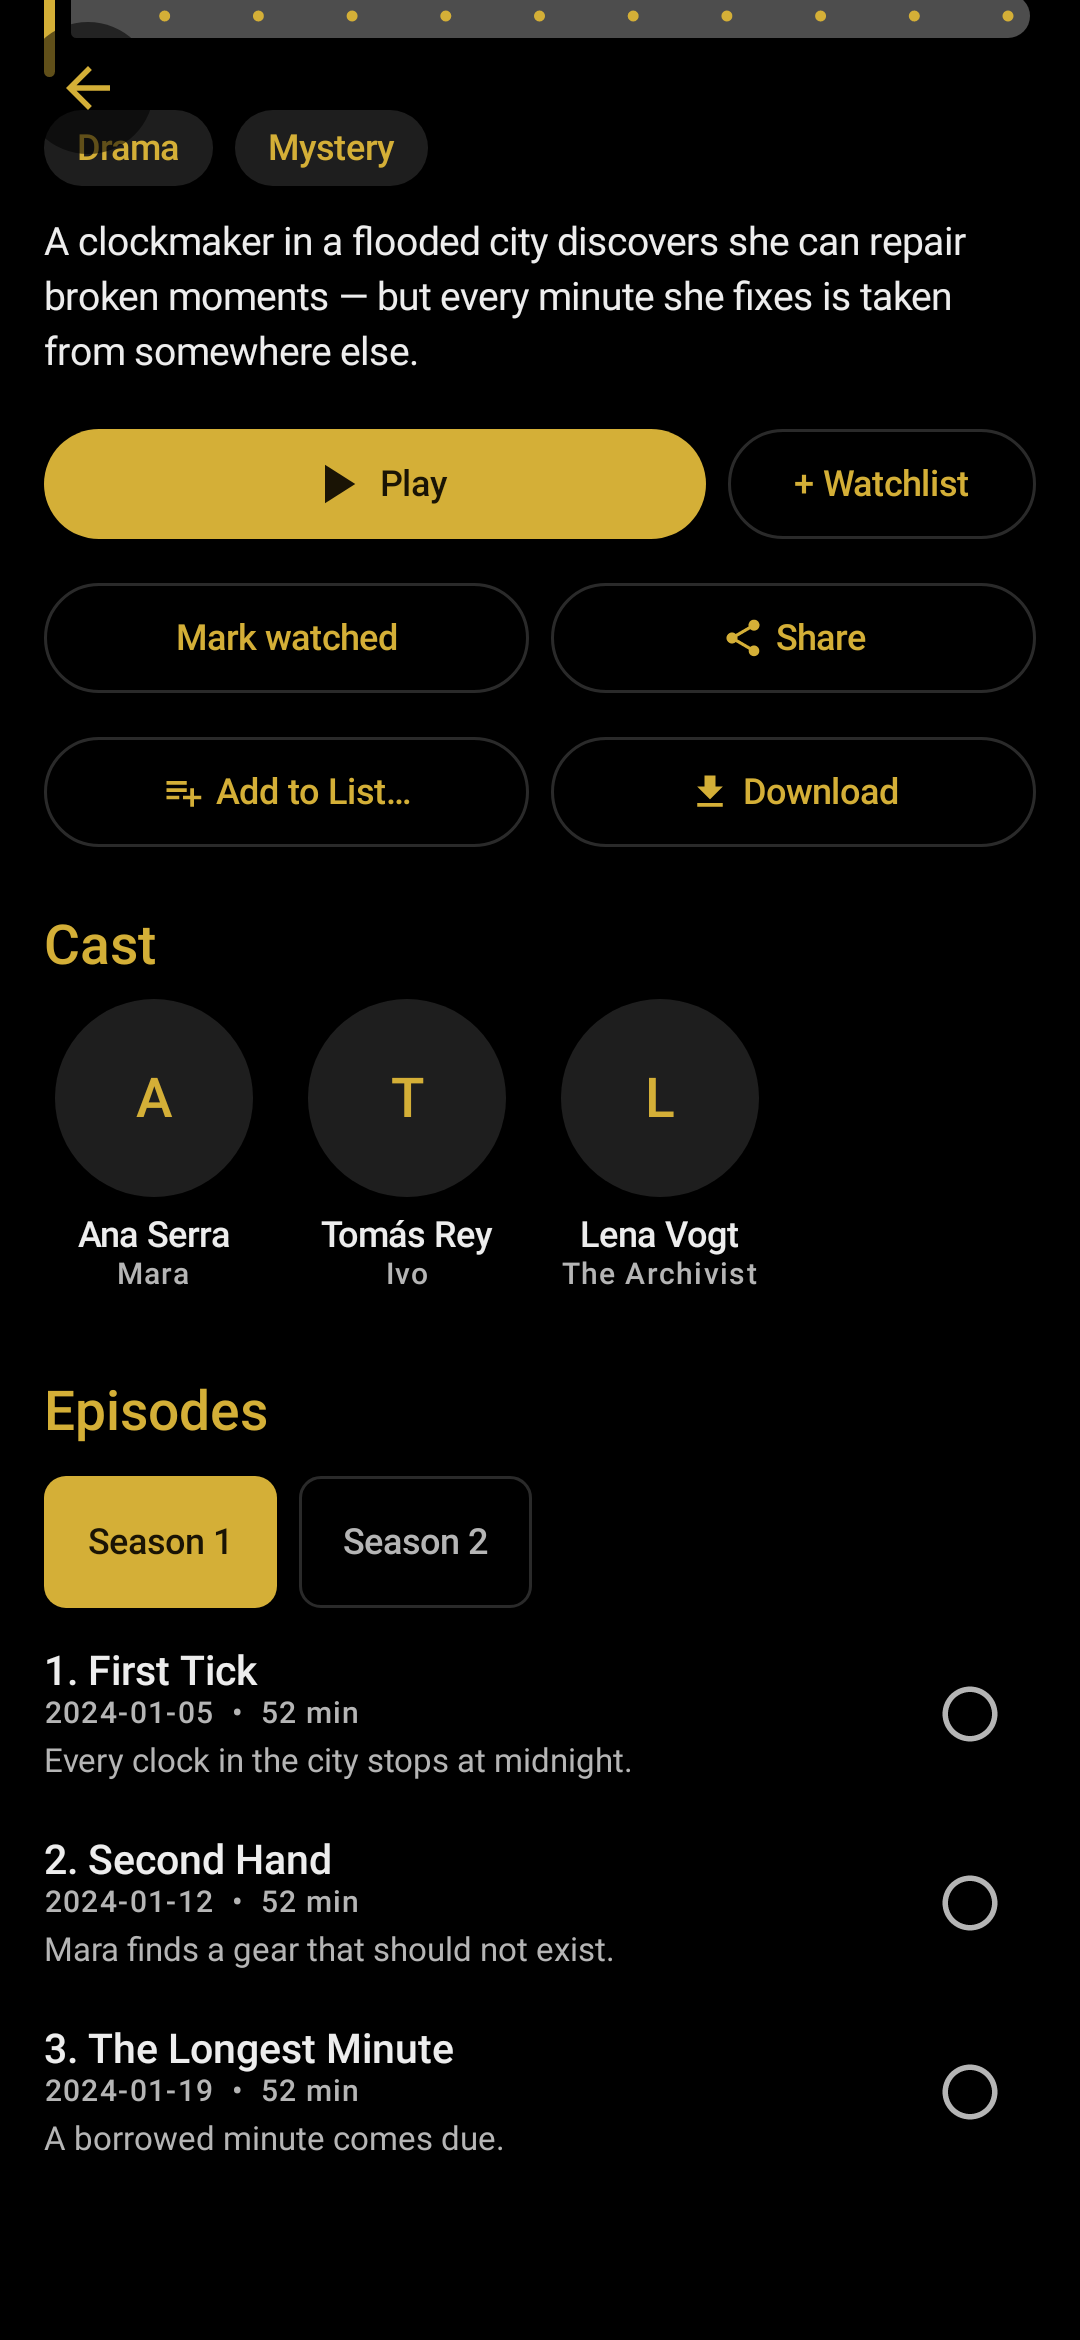 Drama
Mystery
A clockmaker in a flooded city discovers she can repair
broken moments — but every minute she fixes is taken
from somewhere else.
Play
+ Watchlist
Mark watched
Share
Add to List...
Download
Cast
A
T
L
Ana Serra
Tomás Rey
Lena Vogt
Mara
Ivo
The Archivist
Episodes
Season 1
Season 2
1. First Tick
2024-01-05 • 52 min
Every clock in the city stops at midnight.
2. Second Hand
2024-01-12 • 52 min
Mara finds a gear that should not exist.
3. The Longest Minute
2024-01-19 • 52 min
A borrowed minute comes due.